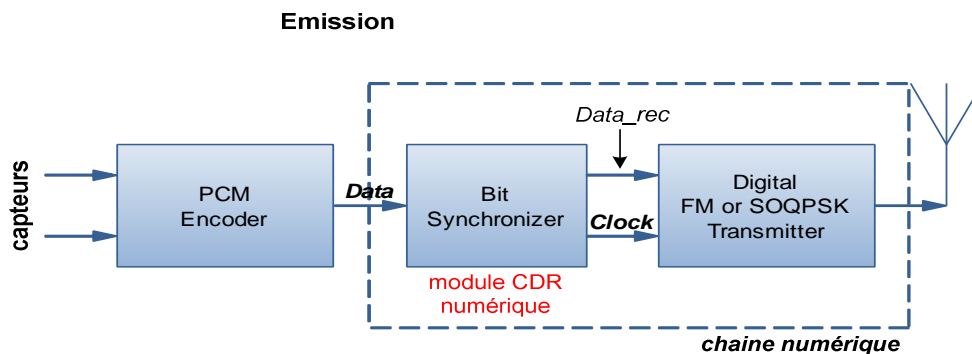 Emission
capteurs
PCM
Encoder
Data
Bit
Synchronizer
module CDR
numérique
Data_rec
Clock
Digital
FM or SOQPSK
Transmitter
chaine numérique